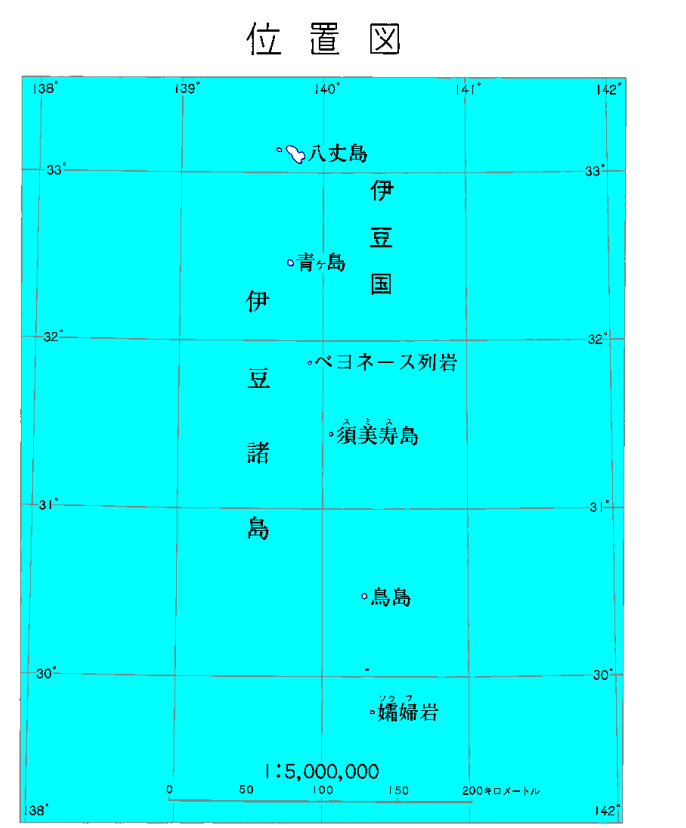 位置図
138° 139° 140° 141° 142°
八丈島
33° 33°
伊豆国
青ヶ島
伊豆諸島
32° 32°
ベヨネース列岩
スミス
須美寿島
31° 31°
鳥島
30° 30°
ソウフ
孀婦岩
1:5,000,000
0 50 100 150 200キロメートル
138° 142°